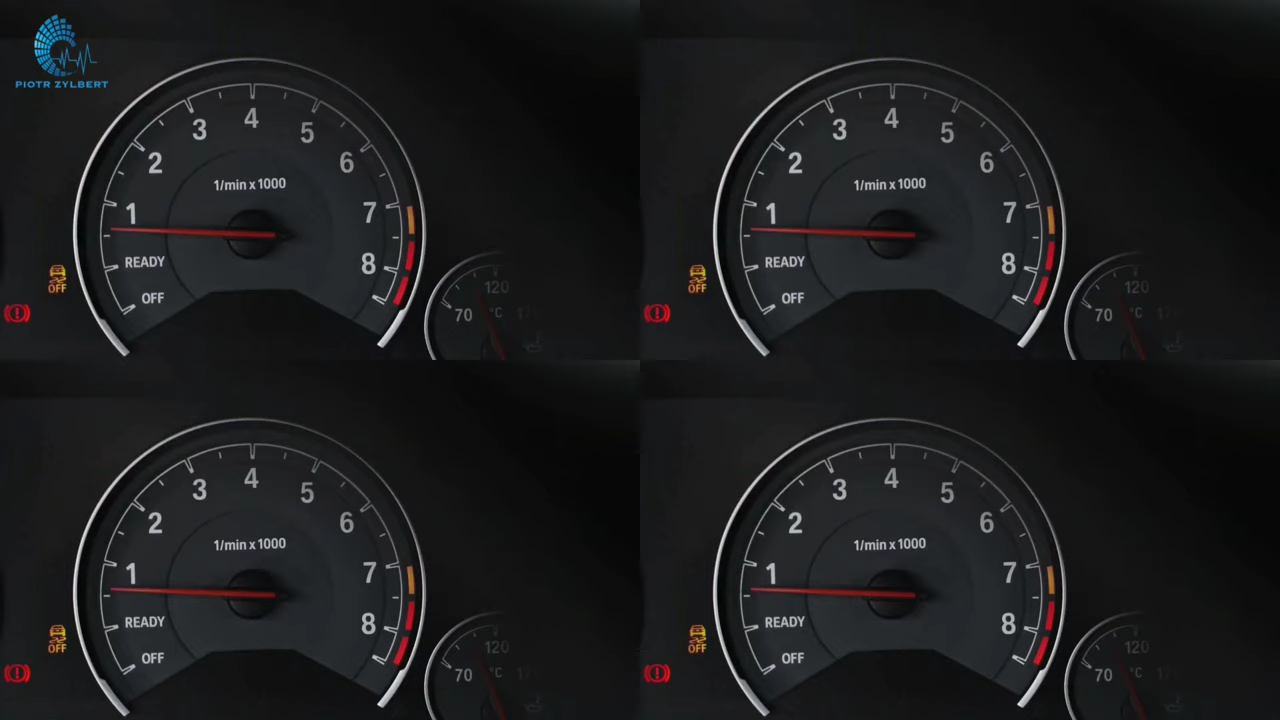 PIOTR ZYLBERT
4
3
5
2
6
1/min x 1000
1
7
READY
8
OFF
OFF
120
70
°C
4
3
5
2
6
1/min x 1000
1
7
READY
8
OFF
OFF
120
70
°C
4
3
5
2
6
1/min x 1000
1
7
READY
8
OFF
OFF
120
70
°C
4
3
5
2
6
1/min x 1000
1
7
READY
8
OFF
OFF
120
70
°C